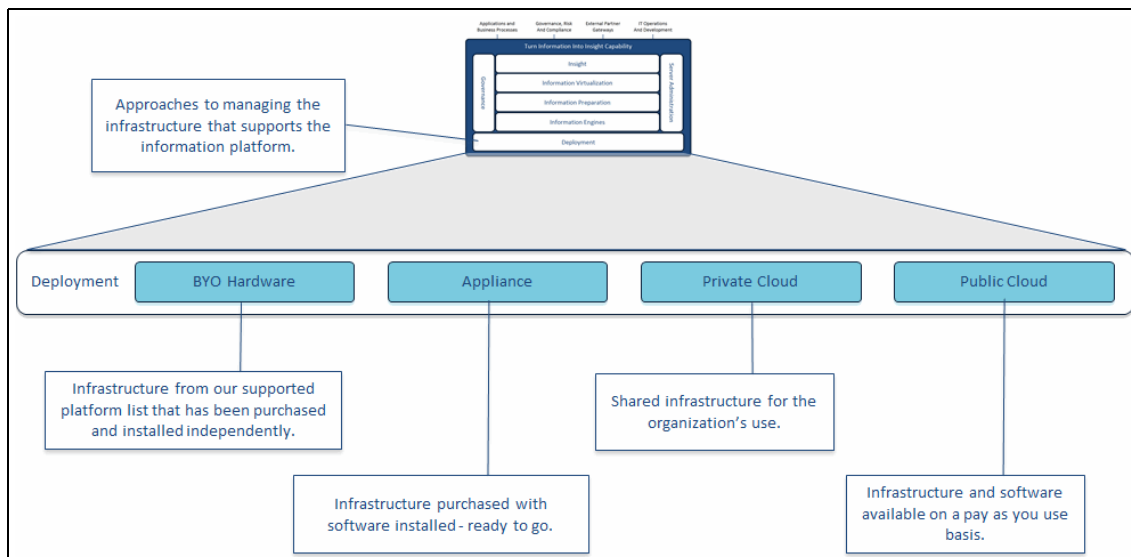 Applications and
Business Processes
Governance, Risk
And Compliance
External Partner
Gateways
IT Operations
And Development
Turn Information Into Insight Capability
Governance
Insight
Information Virtualization
Information Preparation
Information Engines
Server Administration
Deployment
Approaches to managing the
infrastructure that supports the
information platform.
Deployment
BYO Hardware
Appliance
Private Cloud
Public Cloud
Infrastructure from our supported
platform list that has been purchased
and installed independently.
Shared infrastructure for the
organization's use.
Infrastructure purchased with
software installed - ready to go.
Infrastructure and software
available on a pay as you use
basis.